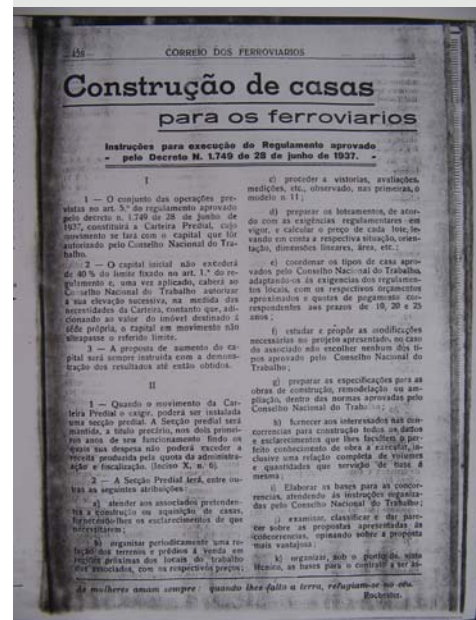 156 CORREIO DOS FERROVIARIOS
Construção de casas
para os ferroviarios
Instruções para execução do Regulamento aprovado
- pelo Decreto N. 1.749 de 28 de junho de 1937. -
I
1 — O conjunto das operações pre-
vistas no art. 5.º do regulamento aprovado
pelo decreto n. 1.749 de 28 de junho de
1937, constituirá a Carteira Predial, cujo
movimento se fará com o capital que fôr
autorizado pelo Conselho Nacional do Tra-
balho.
2 — O capital inicial não excederá
de 40 % do limite fixado no art. 1.º do re-
gulamento e, uma vez aplicado, caberá ao
Conselho Nacional do Trabalho autorizar
a sua elevação sucessiva, na medida das
necessidades da Carteira, contanto que, adi-
cionando ao valor do imóvel destinado á
séde própria, o capital em movimento não
ultrapasse o referido limite.
3 — A proposta de aumento do ca-
pital será sempre instruida com a demons-
tração dos resultados até então obtidos.
II
1 — Quando o movimento da Car-
teira Predial o exigir, poderá ser instalada
uma secção predial. A Secção predial será
mantida, a titulo precário, nos dois primei-
ros anos de seu funcionamento findo os
quais sua despesa não poderá exceder a
receita produzida pela quota de administra-
ção e fiscalização. (Inciso X, n. 6).
2 — A Secção Predial terá, entre ou-
tras as seguintes atribuições:
a) atender aos associados pretenden-
tes a construção ou aquisição de casas,
fornecendo-lhes os esclarecimentos de que
necessitarem;
b) organisar periodicamente uma re-
lação dos terrenos e prédios á venda em
regiões próximas dos locais do trabalho
dos associados, com os respectivos preços;
c) proceder a vistorias, avaliações,
medições, etc., observado, nas primeiras, o
modelo n. 11;
d) preparar os loteamentos, de acor-
do com as exigências regulamentares em
vigor, e calcular o preço de cada lote, le-
vando em conta a respectiva situação, orien-
tação, dimensões lineares, área, etc.;
e) coordenar os tipos de casa apro-
vados pelo Conselho Nacional do Trabalho,
adaptando-os ás exigencias dos regulamen-
tos locais, com os respectivos orçamentos
aproximados e quotas de pagamento cor-
respondentes aos prazos de 10, 20 e 25
anos;
f) estudar e propôr as modificções
necessárias no projeto apresentado, no caso
do associado não escolher nenhum dos ti-
pos aprovado pelo Conselho Nacional do
Trabalho;
g) preparar as especificações para as
obras de construção, remodelação ou am-
pliação, dentro das normas aprovadas pelo
Conselho Nacional do Trabalho;
h) fornecer aos interessados nas con-
correncias para construção todos os dados
e esclarecimentos que lhes facultem o per-
feito conhecimento de obra a executar, in-
clusive uma relação completa de volumes
e quantidades que servirão de base á
mesma;
i) Elaborar os bases para as concor-
rencias, atendendo ás instruções organiza-
das pelo Conselho Nacional do Trabalho;
j) examinar, classificar e dar pare-
cer sobre as propostas apresentadas ás
concorrencias, opinando sobre a proposta
mais vantajosa;
k) organizar, sob o ponto de vista
técnico, as bases para o contrato a ser as-
As mulheres amam sempre: quando lhes falta a terra, refugiam-se no céu.
Rochester.